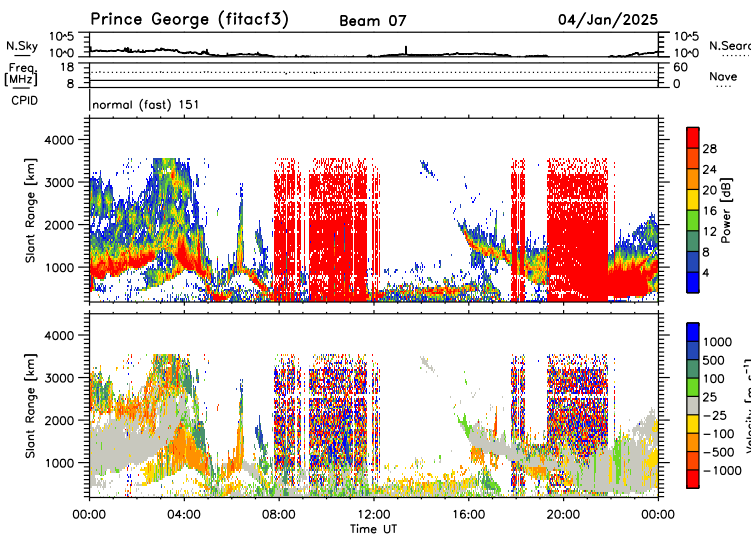 Prince George (fitacf3) Beam 07 04/Jan/2025
N.Sky 10^5 10^0 10^5 10^0 N.Sear
Freq. [MHz] 18 8 60 0 Nave
CPID normal (fast) 151
Slant Range [km] 4000 3000 2000 1000
28 24 20 16 12 8 4 Power [dB]
Slant Range [km] 4000 3000 2000 1000
1000 500 100 25 -25 -100 -500 -1000 Velocity [m s^-1]
00:00 04:00 08:00 12:00 16:00 20:00 00:00
Time UT